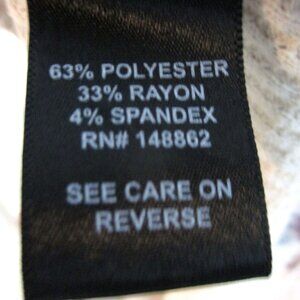 63% POLYESTER
33% RAYON
4% SPANDEX
RN# 148862
SEE CARE ON
REVERSE